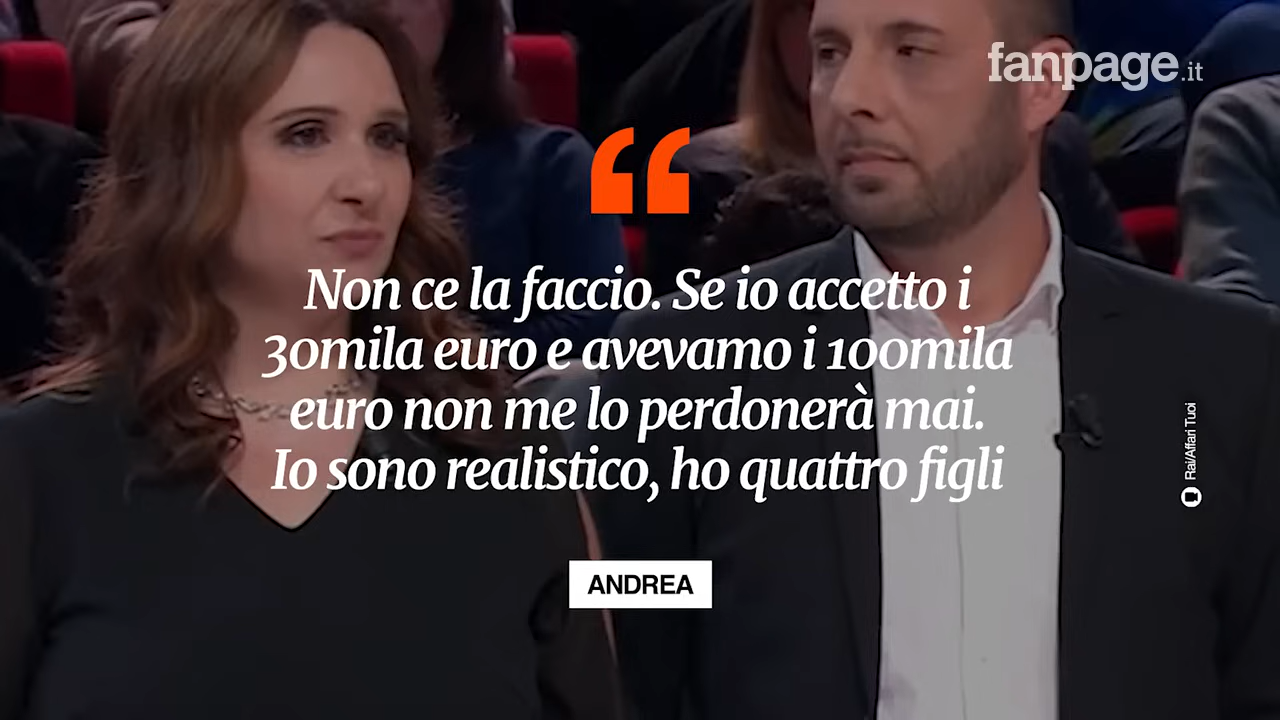 fanpage.it
“
Non ce la faccio. Se io accetto i
30mila euro e avevamo i 100mila
euro non me lo perdonerà mai.
Io sono realistico, ho quattro figli
Rai/Affari Tuoi
ANDREA